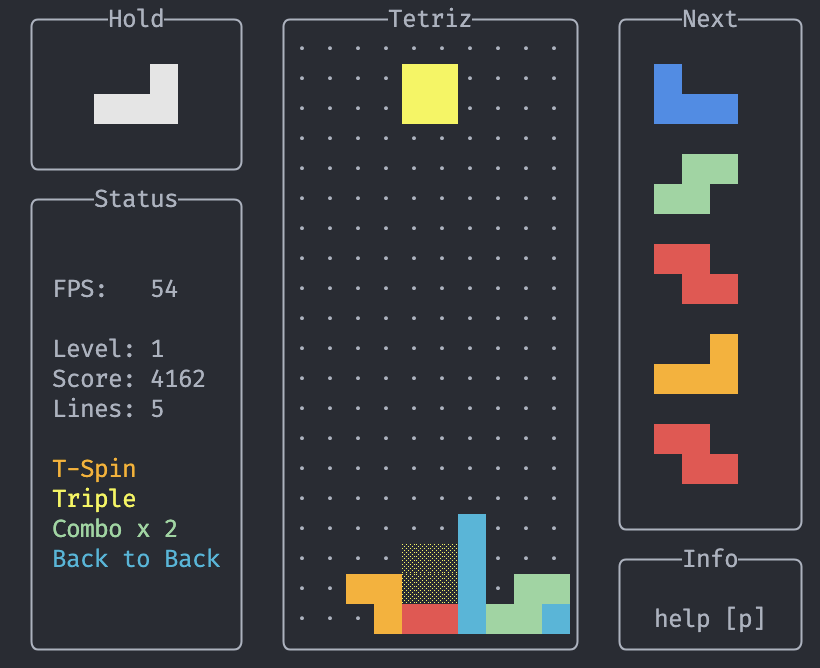 Hold
Tetriz
Next
Status
FPS:   54
Level: 1
Score: 4162
Lines: 5
T-Spin
Triple
Combo x 2
Back to Back
Info
help [p]